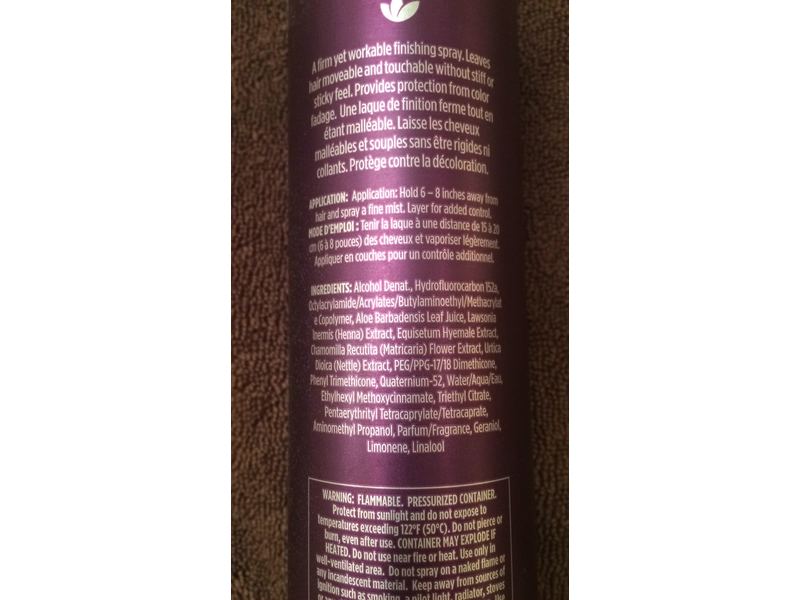 A firm yet workable finishing spray. Leaves
hair moveable and touchable without stiff or
sticky feel. Provides protection from color
fadage. Une laque de finition ferme tout en
étant malléable. Laisse les cheveux
malléables et souples sans être rigides ni
collants. Protège contre la décoloration.
APPLICATION: Application: Hold 6 – 8 inches away from
hair and spray a fine mist. Layer for added control.
MODE D'EMPLOI : Tenir la laque à une distance de 15 à 20
cm (6 à 8 pouces) des cheveux et vaporiser légèrement.
Appliquer en couches pour un contrôle additionnel.
INGREDIENTS: Alcohol Denat., Hydrofluorocarbon 152a,
Octylacrylamide/Acrylates/Butylaminoethyl/Methacrylat
e Copolymer, Aloe Barbadensis Leaf Juice, Lawsonia
Inermis (Henna) Extract, Equisetum Hyemale Extract,
Chamomilla Recutita (Matricaria) Flower Extract, Urtica
Dioica (Nettle) Extract, PEG/PPG-17/18 Dimethicone,
Phenyl Trimethicone, Quaternium-52, Water/Aqua/Eau,
Ethylhexyl Methoxycinnamate, Triethyl Citrate,
Pentaerythrityl Tetracaprylate/Tetracaprate,
Aminomethyl Propanol, Parfum/Fragrance, Geraniol,
Limonene, Linalool
WARNING: FLAMMABLE. PRESSURIZED CONTAINER.
Protect from sunlight and do not expose to
temperatures exceeding 122°F (50°C). Do not pierce or
burn, even after use. CONTAINER MAY EXPLODE IF
HEATED. Do not use near fire or heat. Use only in
well-ventilated area. Do not spray on a naked flame or
any incandescent material. Keep away from sources of
ignition such as smoking, a pilot light, radiator, stoves